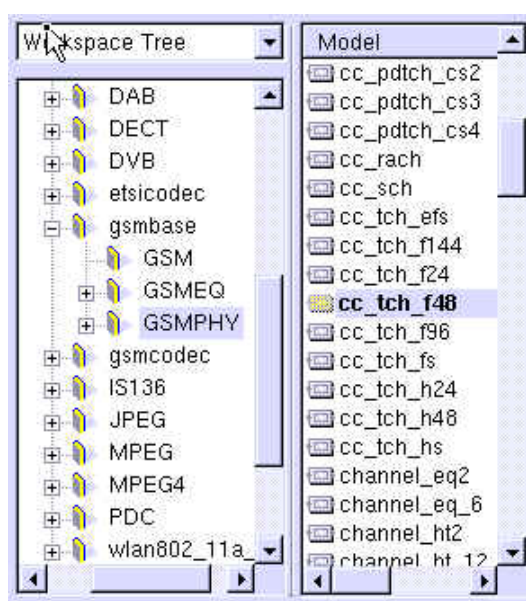 Workspace Tree
DAB
DECT
DVB
etsicodec
gsmbase
GSM
GSMEQ
GSMPHY
gsmcodec
IS136
JPEG
MPEG
MPEG4
PDC
wlan802_11a_
Model
cc_pdtch_cs2
cc_pdtch_cs3
cc_pdtch_cs4
cc_rach
cc_sch
cc_tch_efs
cc_tch_f144
cc_tch_f24
cc_tch_f48
cc_tch_f96
cc_tch_fs
cc_tch_h24
cc_tch_h48
cc_tch_hs
channel_eq2
channel_eq_6
channel_ht2
channel_ht_12